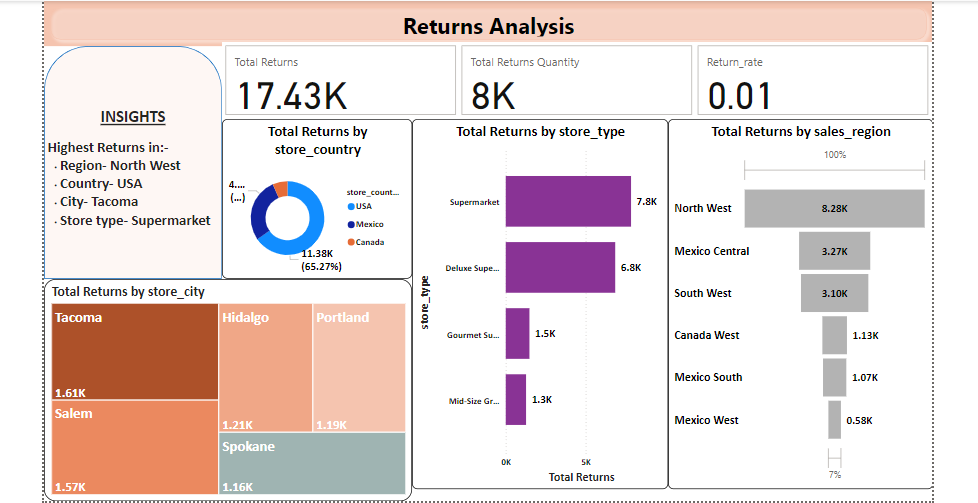 Returns Analysis
INSIGHTS
Highest Returns in:-
· Region- North West
· Country- USA
· City- Tacoma
· Store type- Supermarket
Total Returns
17.43K
Total Returns Quantity
8K
Return_rate
0.01
Total Returns by
store_country
4....
(...)
11.38K
(65.27%)
store_count...
USA
Mexico
Canada
Total Returns by store_type
store_type
Supermarket
7.8K
Deluxe Supe...
6.8K
Gourmet Su...
1.5K
Mid-Size Gr...
1.3K
0K
5K
Total Returns
Total Returns by sales_region
100%
North West
8.28K
Mexico Central
3.27K
South West
3.10K
Canada West
1.13K
Mexico South
1.07K
Mexico West
0.58K
7%
Total Returns by store_city
Tacoma
1.61K
Salem
1.57K
Hidalgo
1.21K
Portland
1.19K
Spokane
1.16K